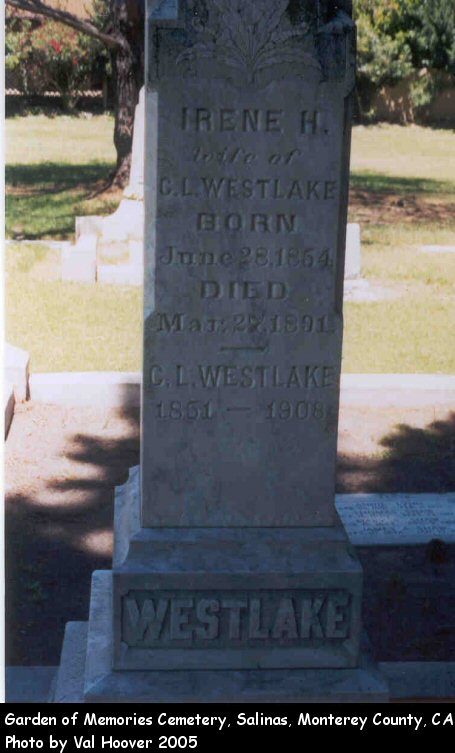 IRENE H.
wife of
C.L. WESTLAKE
BORN
June 28. 1854
DIED
Mar. 1891
C. L. WESTLAKE
1851 — 1908
WESTLAKE
Garden of Memories Cemetery, Salinas, Monterey County, CA
Photo by Val Hoover 2005